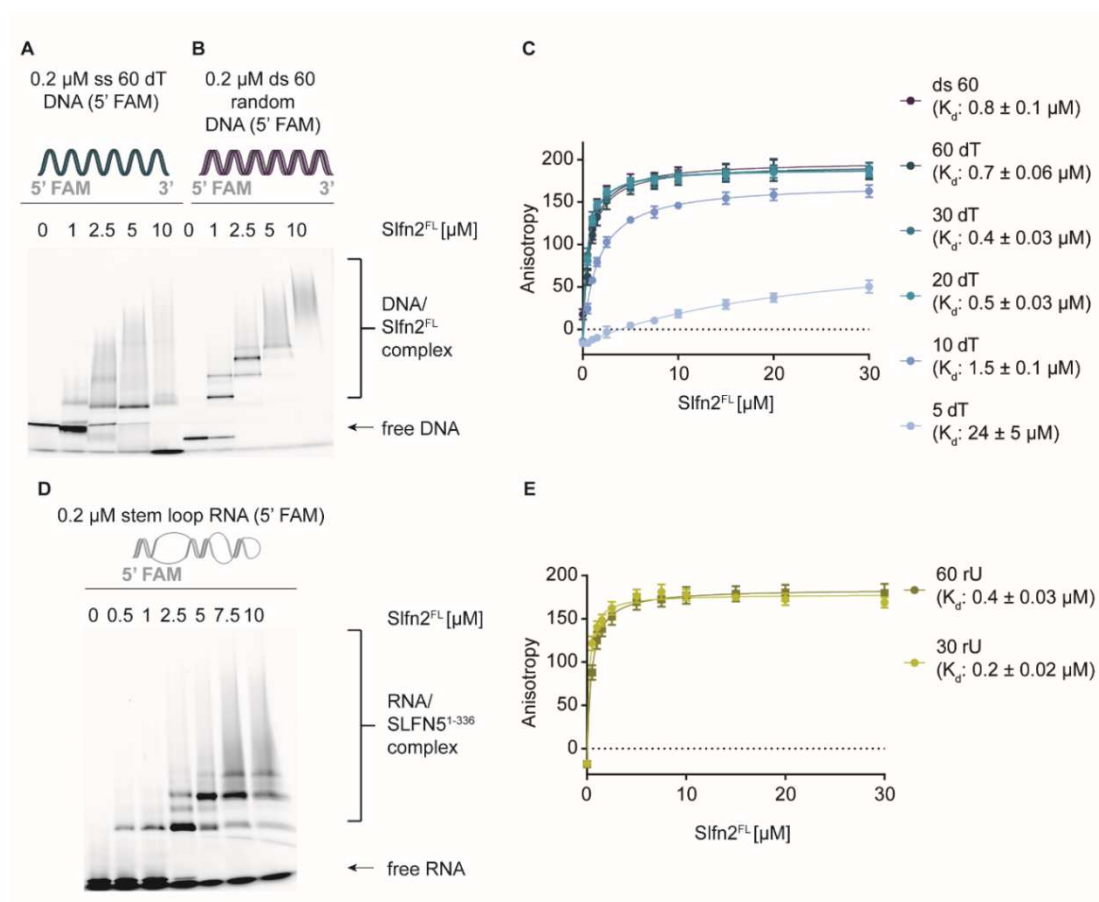 A
0.2 µM ss 60 dT
DNA (5' FAM)
5' FAM 3'
0 1 2.5 5 10
B
0.2 µM ds 60
random
DNA (5' FAM)
5' FAM 3'
0 1 2.5 5 10
Slfn2FL [µM]
DNA/
Slfn2FL
complex
free DNA
C
Anisotropy
200
150
100
50
0
0 10 20 30
Slfn2FL [µM]
ds 60
(Kd: 0.8 ± 0.1 µM)
60 dT
(Kd: 0.7 ± 0.06 µM)
30 dT
(Kd: 0.4 ± 0.03 µM)
20 dT
(Kd: 0.5 ± 0.03 µM)
10 dT
(Kd: 1.5 ± 0.1 µM)
5 dT
(Kd: 24 ± 5 µM)
D
0.2 µM stem loop RNA (5' FAM)
5' FAM
0 0.5 1 2.5 5 7.5 10
Slfn2FL [µM]
RNA/
SLFN51-336
complex
free RNA
E
Anisotropy
200
150
100
50
0
0 10 20 30
Slfn2FL [µM]
60 rU
(Kd: 0.4 ± 0.03 µM)
30 rU
(Kd: 0.2 ± 0.02 µM)